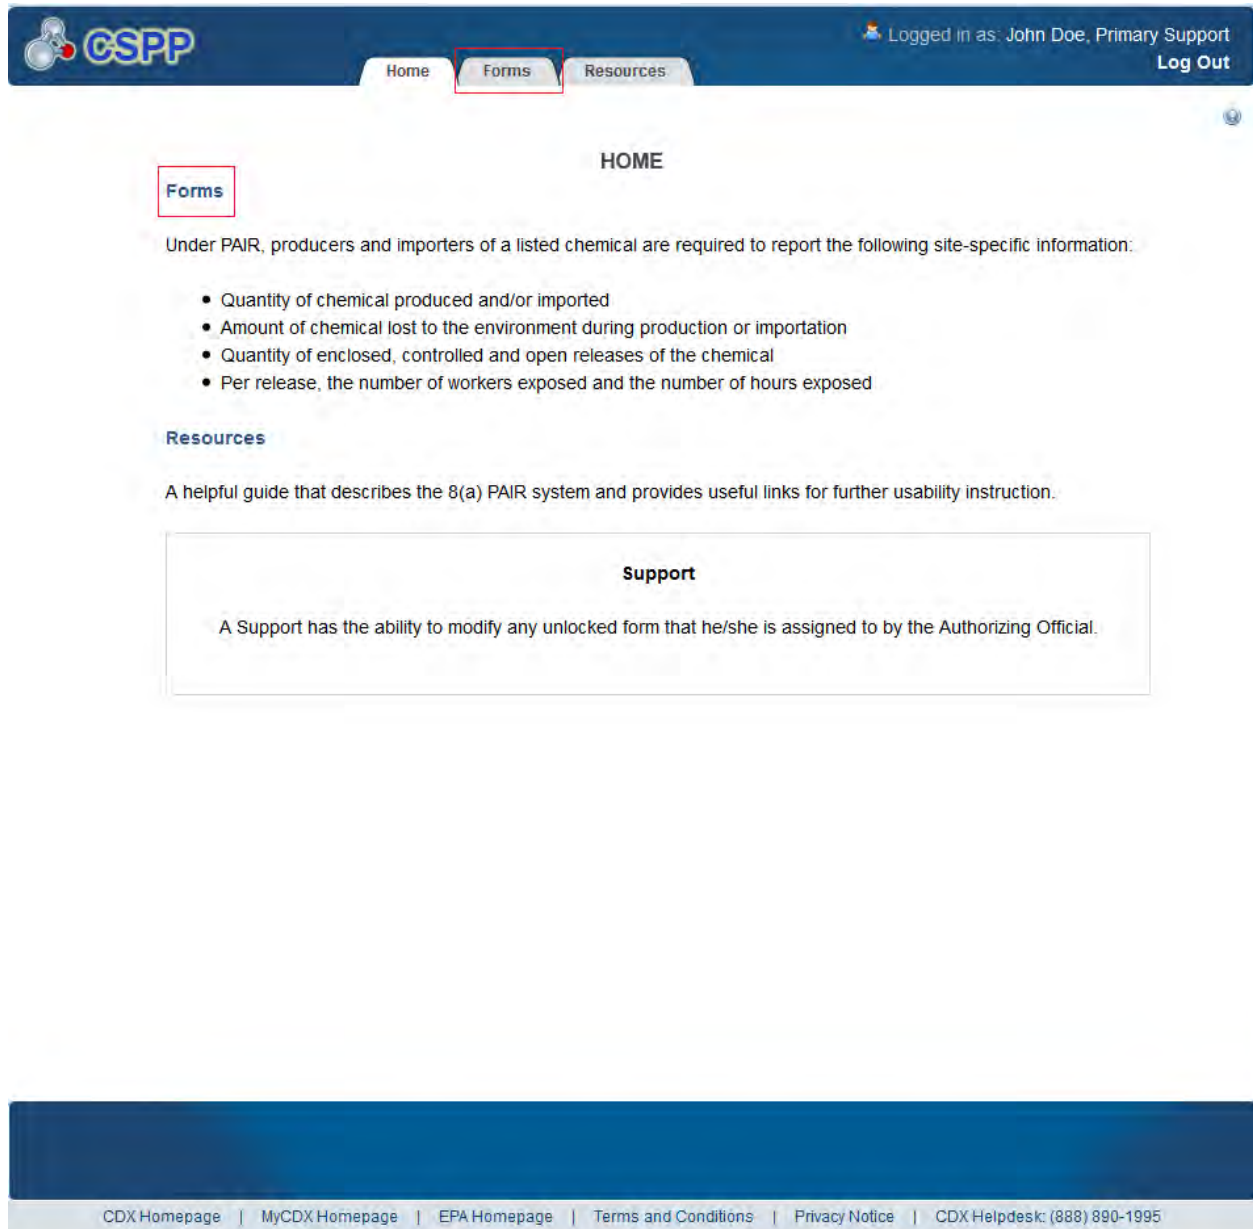 CSPP
Logged in as: John Doe, Primary Support
Log Out
Home
Forms
Resources
HOME
Forms
Under PAIR, producers and importers of a listed chemical are required to report the following site-specific information:
• Quantity of chemical produced and/or imported
• Amount of chemical lost to the environment during production or importation
• Quantity of enclosed, controlled and open releases of the chemical
• Per release, the number of workers exposed and the number of hours exposed
Resources
A helpful guide that describes the 8(a) PAIR system and provides useful links for further usability instruction.
Support
A Support has the ability to modify any unlocked form that he/she is assigned to by the Authorizing Official.
CDX Homepage | MyCDX Homepage | EPA Homepage | Terms and Conditions | Privacy Notice | CDX Helpdesk: (888) 890-1995